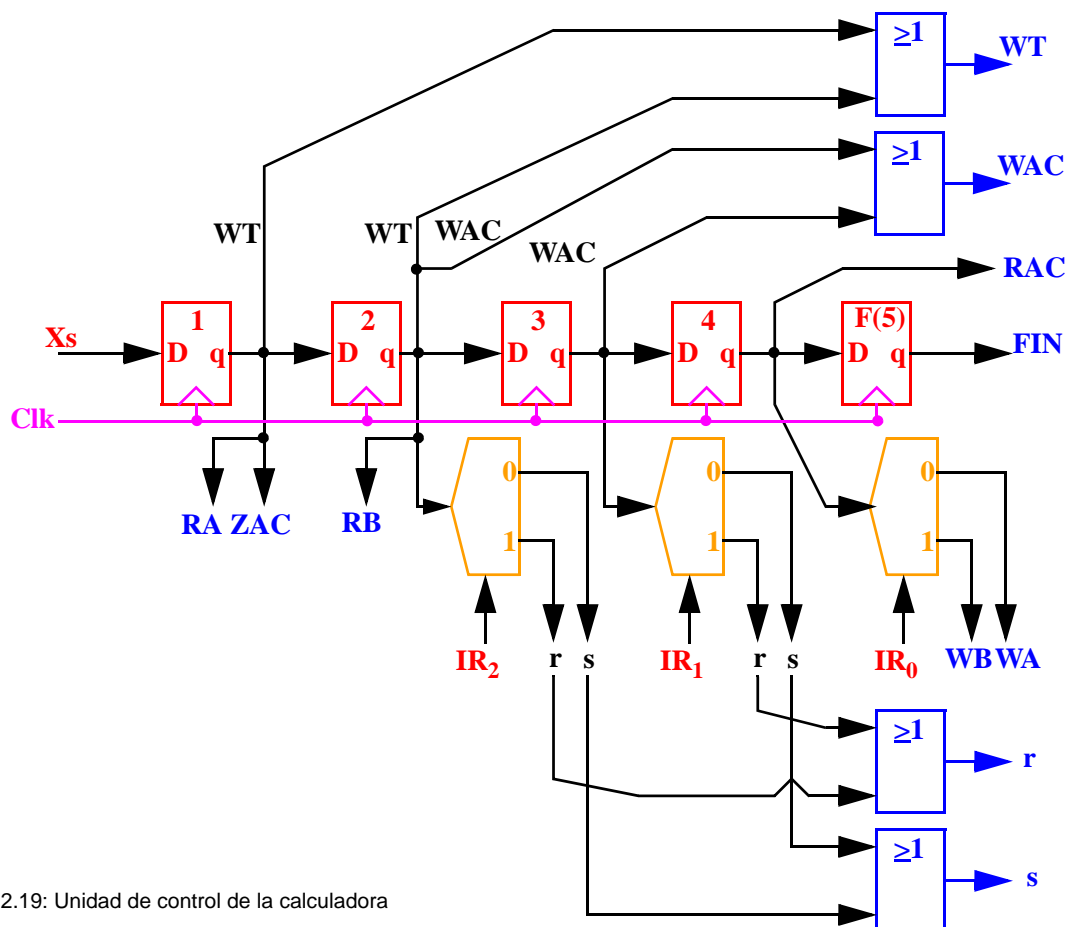 ≥1
WT
≥1
WAC
WT
WT
WAC
WAC
RAC
1
2
3
4
F(5)
Xs
D q
D q
D q
D q
D q
FIN
Clk
0
0
0
RA ZAC
RB
1
1
1
IR2
r s
IR1
r s
IR0
WB WA
≥1
r
≥1
s
2.19: Unidad de control de la calculadora